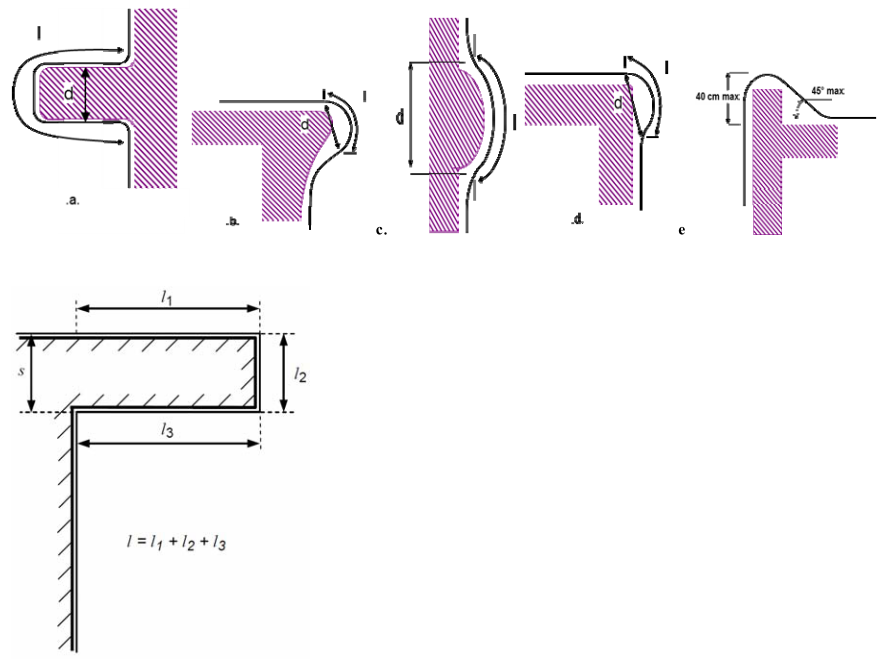 l
d
.a.
l
l
d
.b.
d
l
c.
l
l
d
.d.
40 cm max
45° max
e
l1
s
l2
l3
l = l1 + l2 + l3